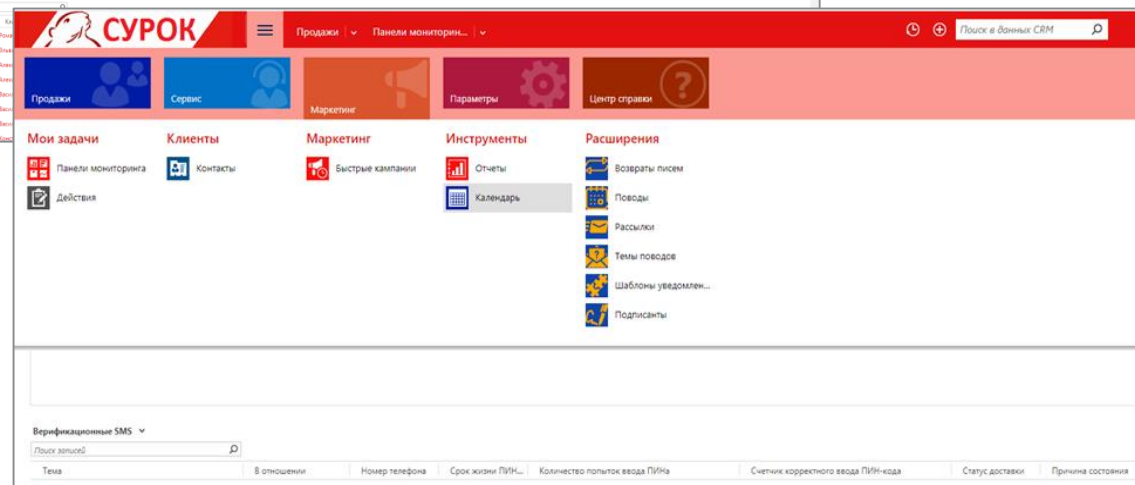 СУРОК
Продажи
Панели мониторин...
Поиск в данных CRM
Продажи
Сервис
Маркетинг
Параметры
Центр справки
Мои задачи
Клиенты
Маркетинг
Инструменты
Расширения
Панели мониторинга
Контакты
Быстрые кампании
Отчеты
Возвраты писем
Действия
Календарь
Поводы
Рассылки
Темы поводов
Шаблоны уведомлен...
Подписанты
Верификационные SMS
Поиск записей
Тема В отношении Номер телефона Срок жизни ПИН... Количество попыток ввода ПИНа Счетчик корректного ввода ПИН-кода Статус доставки Причина состояния